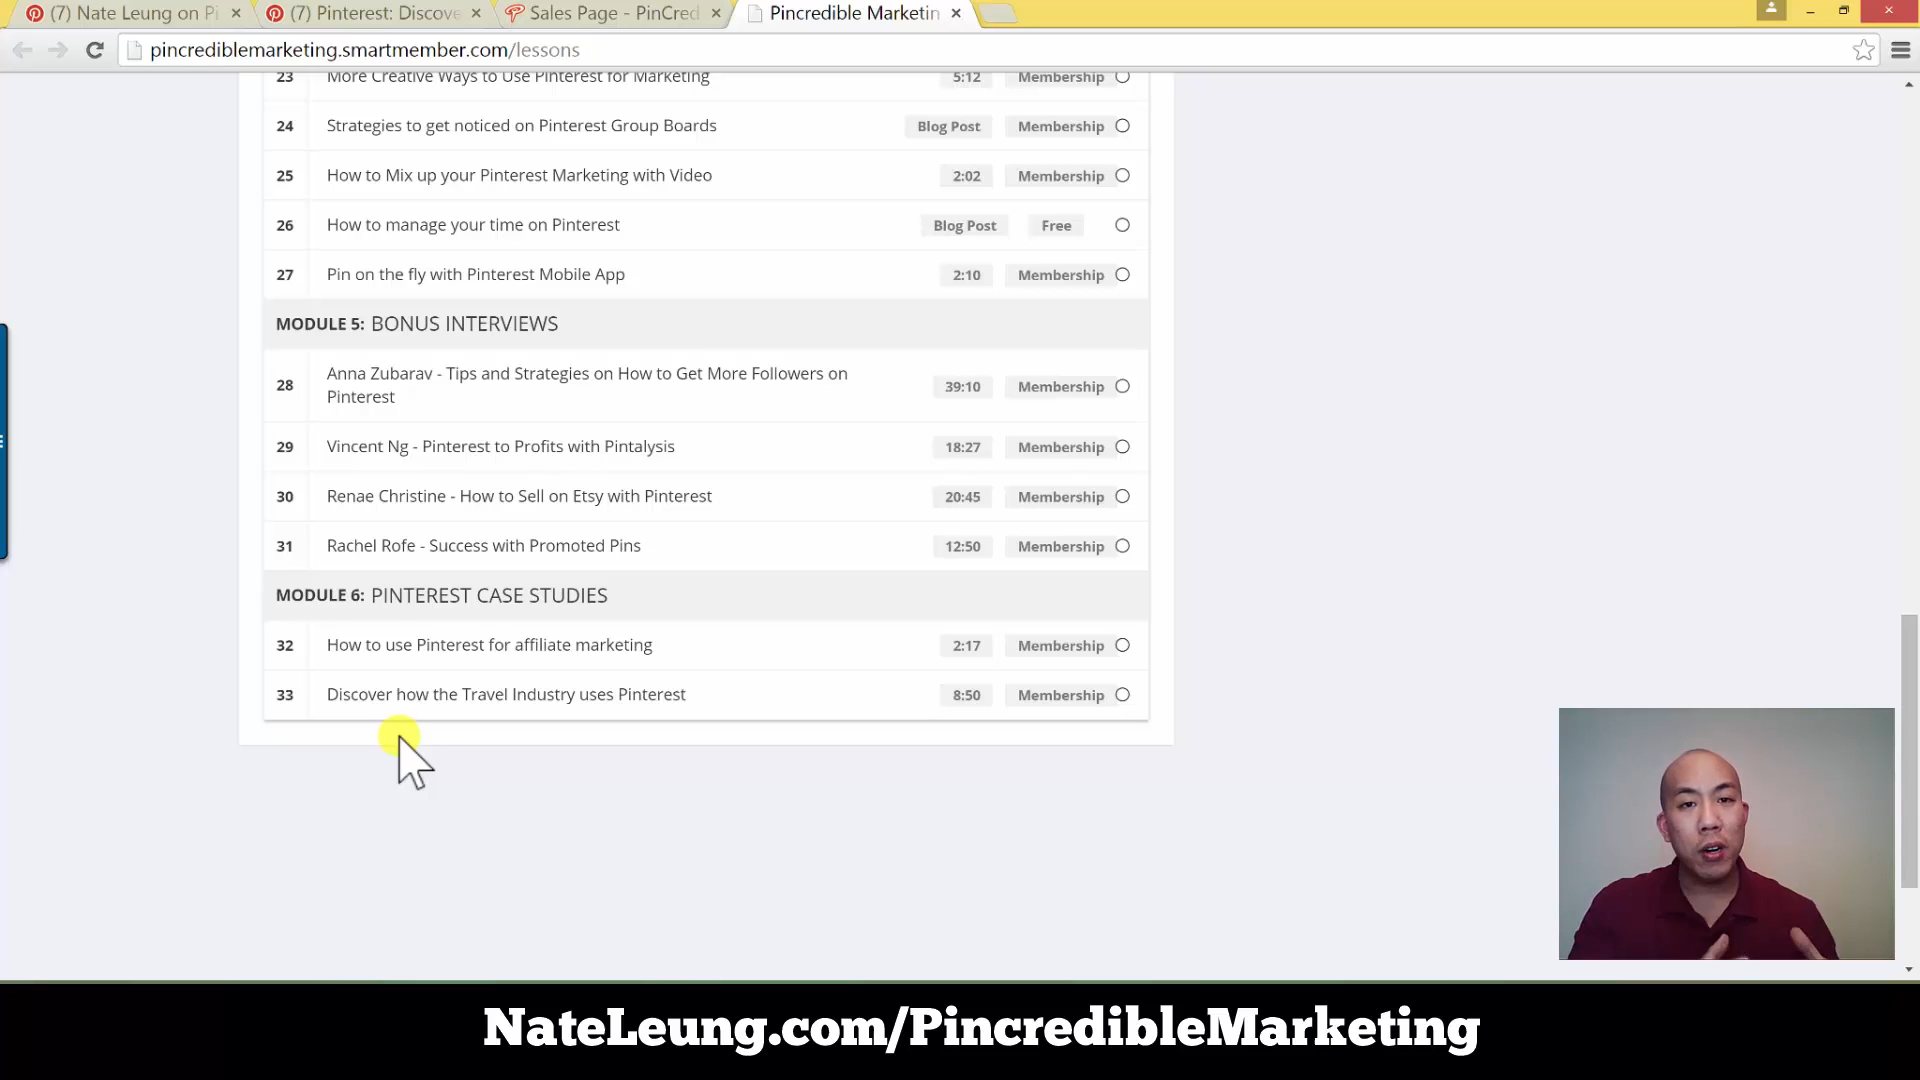 (7) Nate Leung on Pi
(7) Pinterest: Discove
Sales Page - PinCred
Pincredible Marketin
pincrediblemarketing.smartmember.com/lessons
23 More Creative Ways to Use Pinterest for Marketing 5:12 Membership
24 Strategies to get noticed on Pinterest Group Boards Blog Post Membership
25 How to Mix up your Pinterest Marketing with Video 2:02 Membership
26 How to manage your time on Pinterest Blog Post Free
27 Pin on the fly with Pinterest Mobile App 2:10 Membership
MODULE 5: BONUS INTERVIEWS
28 Anna Zubarav - Tips and Strategies on How to Get More Followers on
Pinterest 39:10 Membership
29 Vincent Ng - Pinterest to Profits with Pintalysis 18:27 Membership
30 Renae Christine - How to Sell on Etsy with Pinterest 20:45 Membership
31 Rachel Rofe - Success with Promoted Pins 12:50 Membership
MODULE 6: PINTEREST CASE STUDIES
32 How to use Pinterest for affiliate marketing 2:17 Membership
33 Discover how the Travel Industry uses Pinterest 8:50 Membership
NateLeung.com/PincredibleMarketing